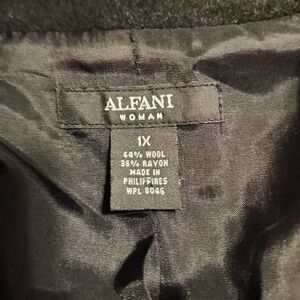 ALFANI
WOMAN
1X
64% WOOL
36% RAYON
MADE IN
PHILIPPINES
WPL 8046